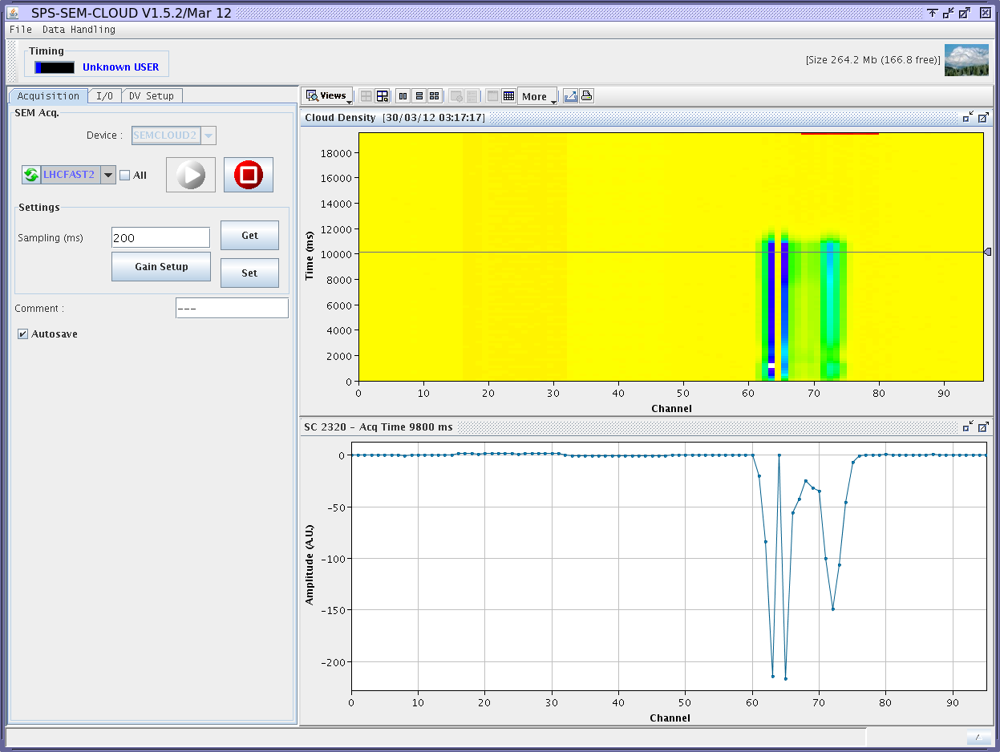 SPS-SEM-CLOUD V1.5.2/Mar 12
File Data Handling
Timing
Unknown USER
[Size 264.2 Mb (166.8 free)]
Acquisition I/O DV Setup
SEM Acq.
Device : SEMCLOUD2
LHCFAST2 All
Settings
Sampling (ms) 200 Get
Gain Setup Set
Comment : ---
Autosave
Views More
Cloud Density [30/03/12 03:17:17]
Time (ms)
18000
16000
14000
12000
10000
8000
6000
4000
2000
0
0 10 20 30 40 50 60 70 80 90
Channel
SC 2320 - Acq Time 9800 ms
Amplitude (A.U.)
0
-50
-100
-150
-200
0 10 20 30 40 50 60 70 80 90
Channel